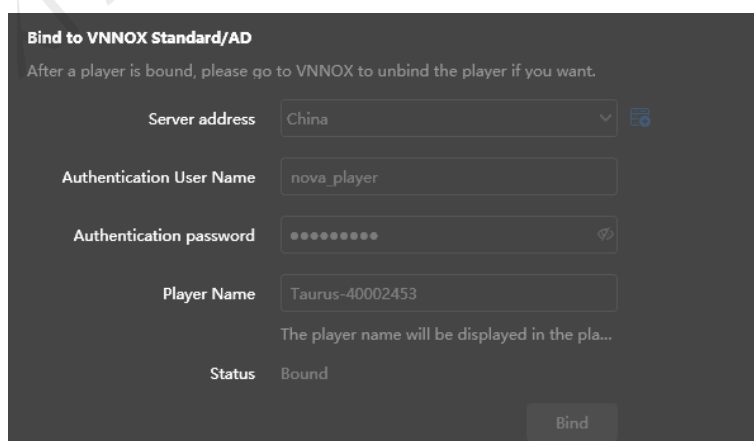 Bind to VNNOX Standard/AD
After a player is bound, please go to VNNOX to unbind the player if you want.
Server address China
Authentication User Name nova_player
Authentication password ●●●●●●●●●
Player Name Taurus-40002453
The player name will be displayed in the pla...
Status Bound
Bind